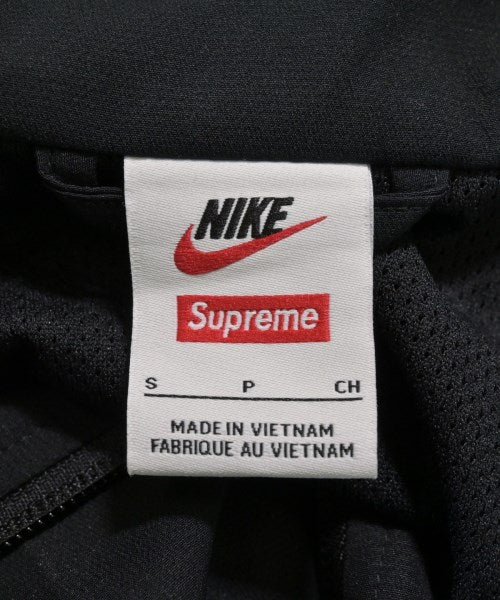 NIKE
Supreme
S P CH
MADE IN VIETNAM
FABRIQUE AU VIETNAM